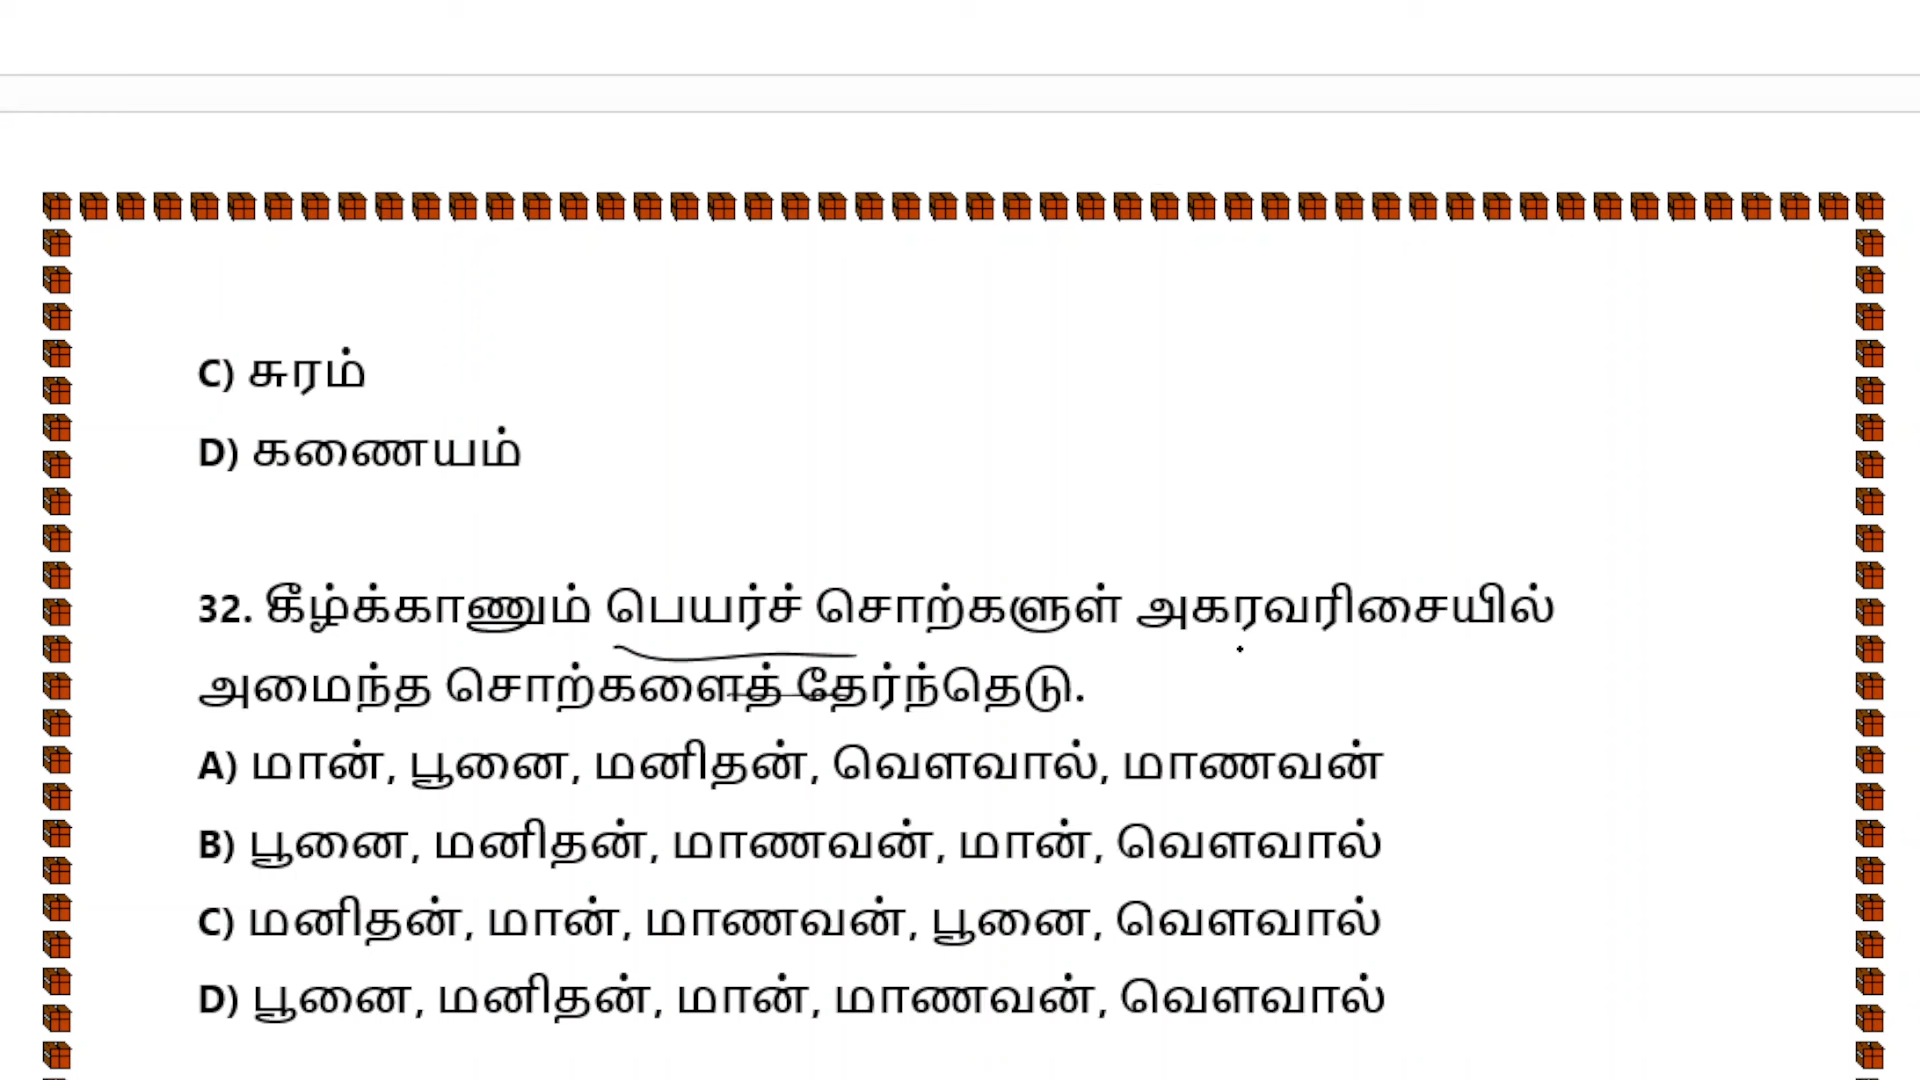 C) சுரம்
D) கணையம்
32. கீழ்க்காணும் பெயர்ச் சொற்களுள் அகரவரிசையில்
அமைந்த சொற்களைத் தேர்ந்தெடு.
A) மான், பூனை, மனிதன், வௌவால், மாணவன்
B) பூனை, மனிதன், மாணவன், மான், வௌவால்
C) மனிதன், மான், மாணவன், பூனை, வௌவால்
D) பூனை, மனிதன், மான், மாணவன், வௌவால்